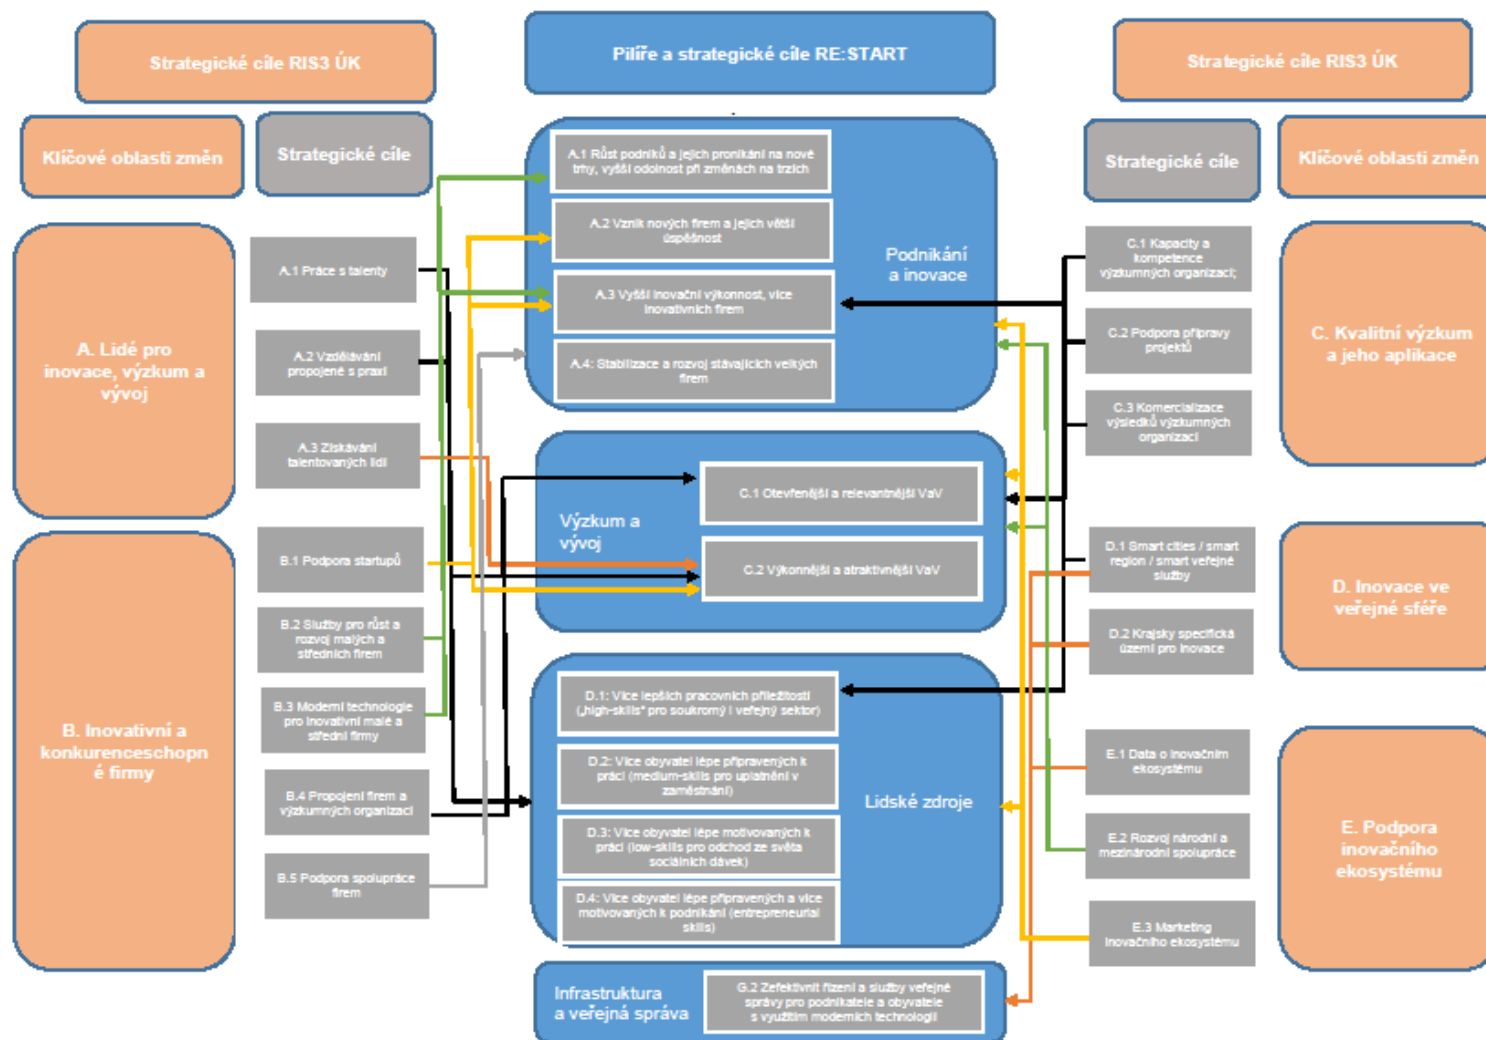 Strategické cíle RIS3 ÚK
Pilíře a strategické cíle RE:START
Strategické cíle RIS3 ÚK
Klíčové oblasti změn
Strategické cíle
Strategické cíle
Klíčové oblasti změn
A. Lidé pro
inovace, výzkum a
vývoj
B. Inovativní a
konkurenceschopn
é firmy
A.1 Práce s talenty
A.2 Vzdělávání
propojené s praxí
A.3 Získávání
talentovaných lidí
B.1 Podpora startupů
B.2 Služby pro růst a
rozvoj malých a
středních firem
B.3 Moderní technologie
pro inovativní malé a
střední firmy
B.4 Propojení firem a
výzkumných organizací
B.5 Podpora spolupráce
firem
A.1 Růst podniků a jejich pronikání na nové
trhy, vyšší odolnost při změnách na trzích
A.2 Vznik nových firem a jejich větší
úspěšnost
A.3 Vyšší inovační výkonnost, více
inovativních firem
A.4: Stabilizace a rozvoj stávajících velkých
firem
Podnikání
a inovace
Výzkum a
vývoj
C.1 Otevřenější a relevantnější VaV
C.2 Výkonnější a atraktivnější VaV
D.1: Více lepších pracovních příležitostí
(„high-skills“ pro soukromý i veřejný sektor)
D.2: Více obyvatel lépe připravených k
práci (medium-skills pro uplatnění v
zaměstnání)
D.3: Více obyvatel lépe motivovaných k
práci (low-skills pro odchod ze světa
sociálních dávek)
D.4: Více obyvatel lépe připravených a více
motivovaných k podnikání (entrepreneurial
skills)
Lidské zdroje
Infrastruktura
a veřejná správa
G.2 Zefektivnit řízení a služby veřejné
správy pro podnikatele a obyvatele
s využitím moderních technologií
C.1 Kapacity a
kompetence
výzkumných organizací;
C.2 Podpora přípravy
projektů
C.3 Komercializace
výsledků výzkumných
organizací
D.1 Smart cities / smart
region / smart veřejné
služby
D.2 Krajsky specifická
území pro inovace
E.1 Data o inovačním
ekosystému
E.2 Rozvoj národní a
mezinárodní spolupráce
E.3 Marketing
inovačního ekosystému
C. Kvalitní výzkum
a jeho aplikace
D. Inovace ve
veřejné sféře
E. Podpora
inovačního
ekosystému